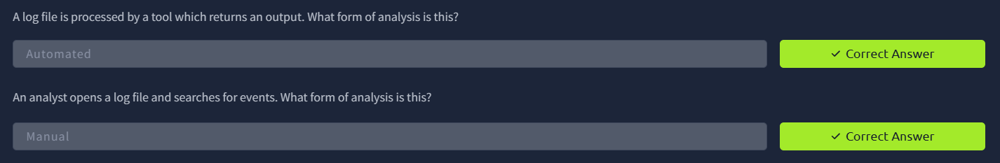 A log file is processed by a tool which returns an output. What form of analysis is this?
Automated
✓ Correct Answer
An analyst opens a log file and searches for events. What form of analysis is this?
Manual
✓ Correct Answer